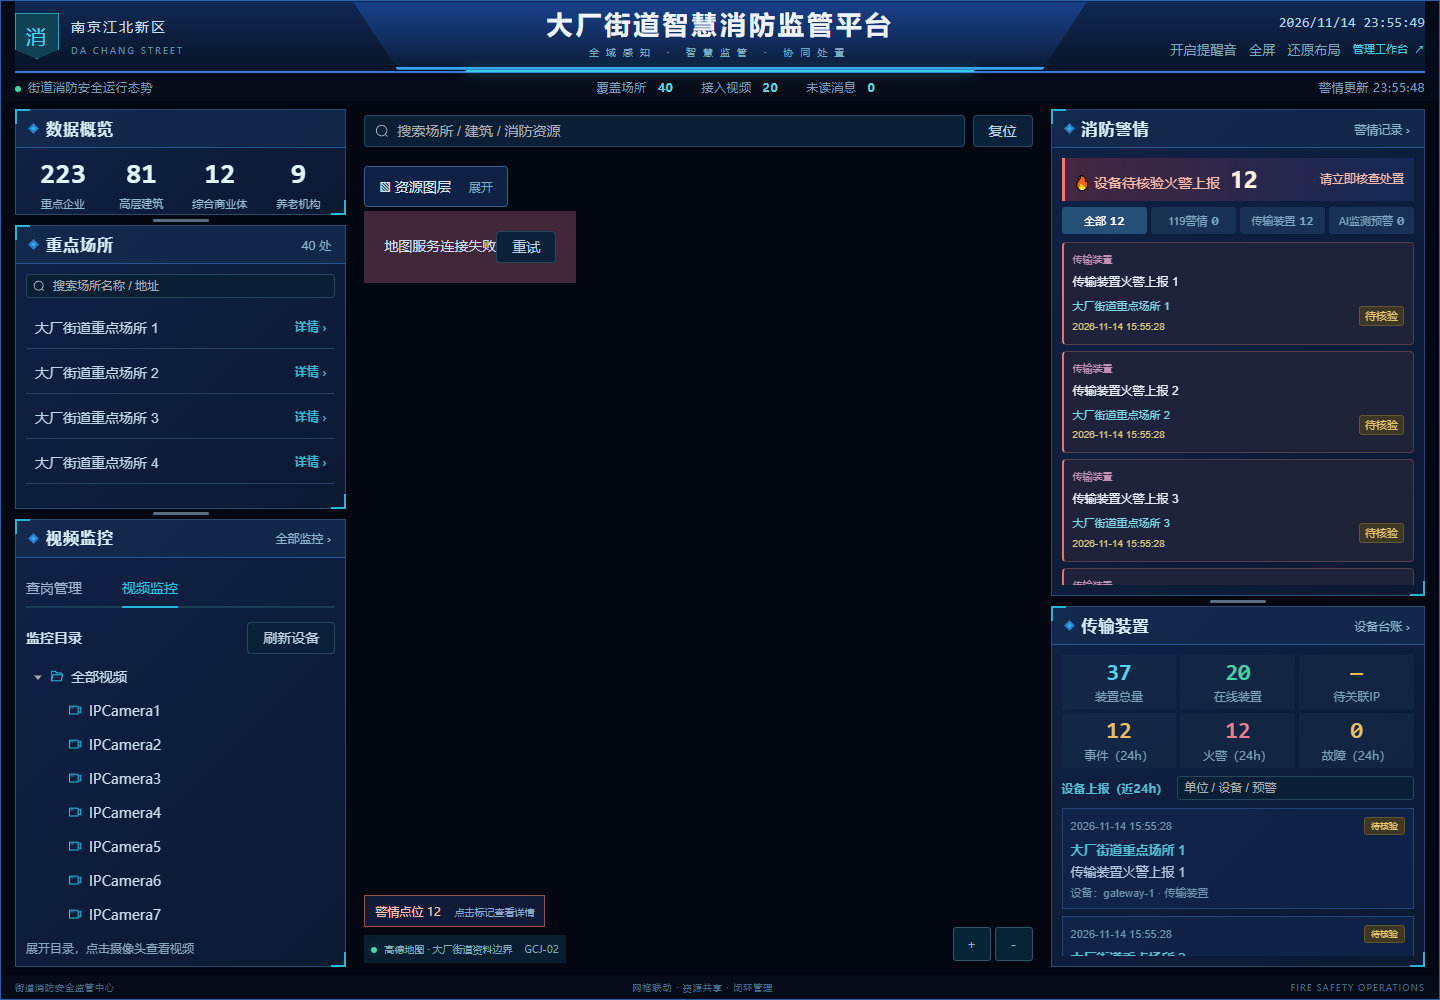 消
南京江北新区
DA CHANG STREET
大厂街道智慧消防监管平台
全域感知 · 智慧监管 · 协同处置
2026/11/14 23:55:49
开启提醒音 全屏 还原布局 管理工作台 ↗
街道消防安全运行态势
覆盖场所 40 接入视频 20 未读消息 0
警情更新 23:55:48
数据概览
223 81 12 9
重点企业 高层建筑 综合商业体 养老机构
重点场所 40 处
搜索场所名称 / 地址
大厂街道重点场所 1 详情 ›
大厂街道重点场所 2 详情 ›
大厂街道重点场所 3 详情 ›
大厂街道重点场所 4 详情 ›
视频监控 全部监控 ›
查岗管理 视频监控
监控目录 刷新设备
全部视频
IPCamera1
IPCamera2
IPCamera3
IPCamera4
IPCamera5
IPCamera6
IPCamera7
展开目录，点击摄像头查看视频
搜索场所 / 建筑 / 消防资源 复位
资源图层 展开
地图服务连接失败 重试
警情点位 12 点击标记查看详情
高德地图 · 大厂街道资料边界 GCJ-02
+ -
消防警情 警情记录 ›
设备待核验火警上报 12 请立即核查处置
全部 12 119警情 0 传输装置 12 AI监测预警 0
传输装置
传输装置火警上报 1
大厂街道重点场所 1
2026-11-14 15:55:28 待核验
传输装置
传输装置火警上报 2
大厂街道重点场所 2
2026-11-14 15:55:28 待核验
传输装置
传输装置火警上报 3
大厂街道重点场所 3
2026-11-14 15:55:28 待核验
传输装置
传输装置 设备台账 ›
37 20 —
装置总量 在线装置 待关联IP
12 12 0
事件（24h） 火警（24h） 故障（24h）
设备上报（近24h） 单位 / 设备 / 预警
2026-11-14 15:55:28 待核验
大厂街道重点场所 1
传输装置火警上报 1
设备：gateway-1 · 传输装置
2026-11-14 15:55:28 待核验
大厂街道重点场所 2
街道消防安全监管中心
网格联动 · 资源共享 · 闭环管理
FIRE SAFETY OPERATIONS